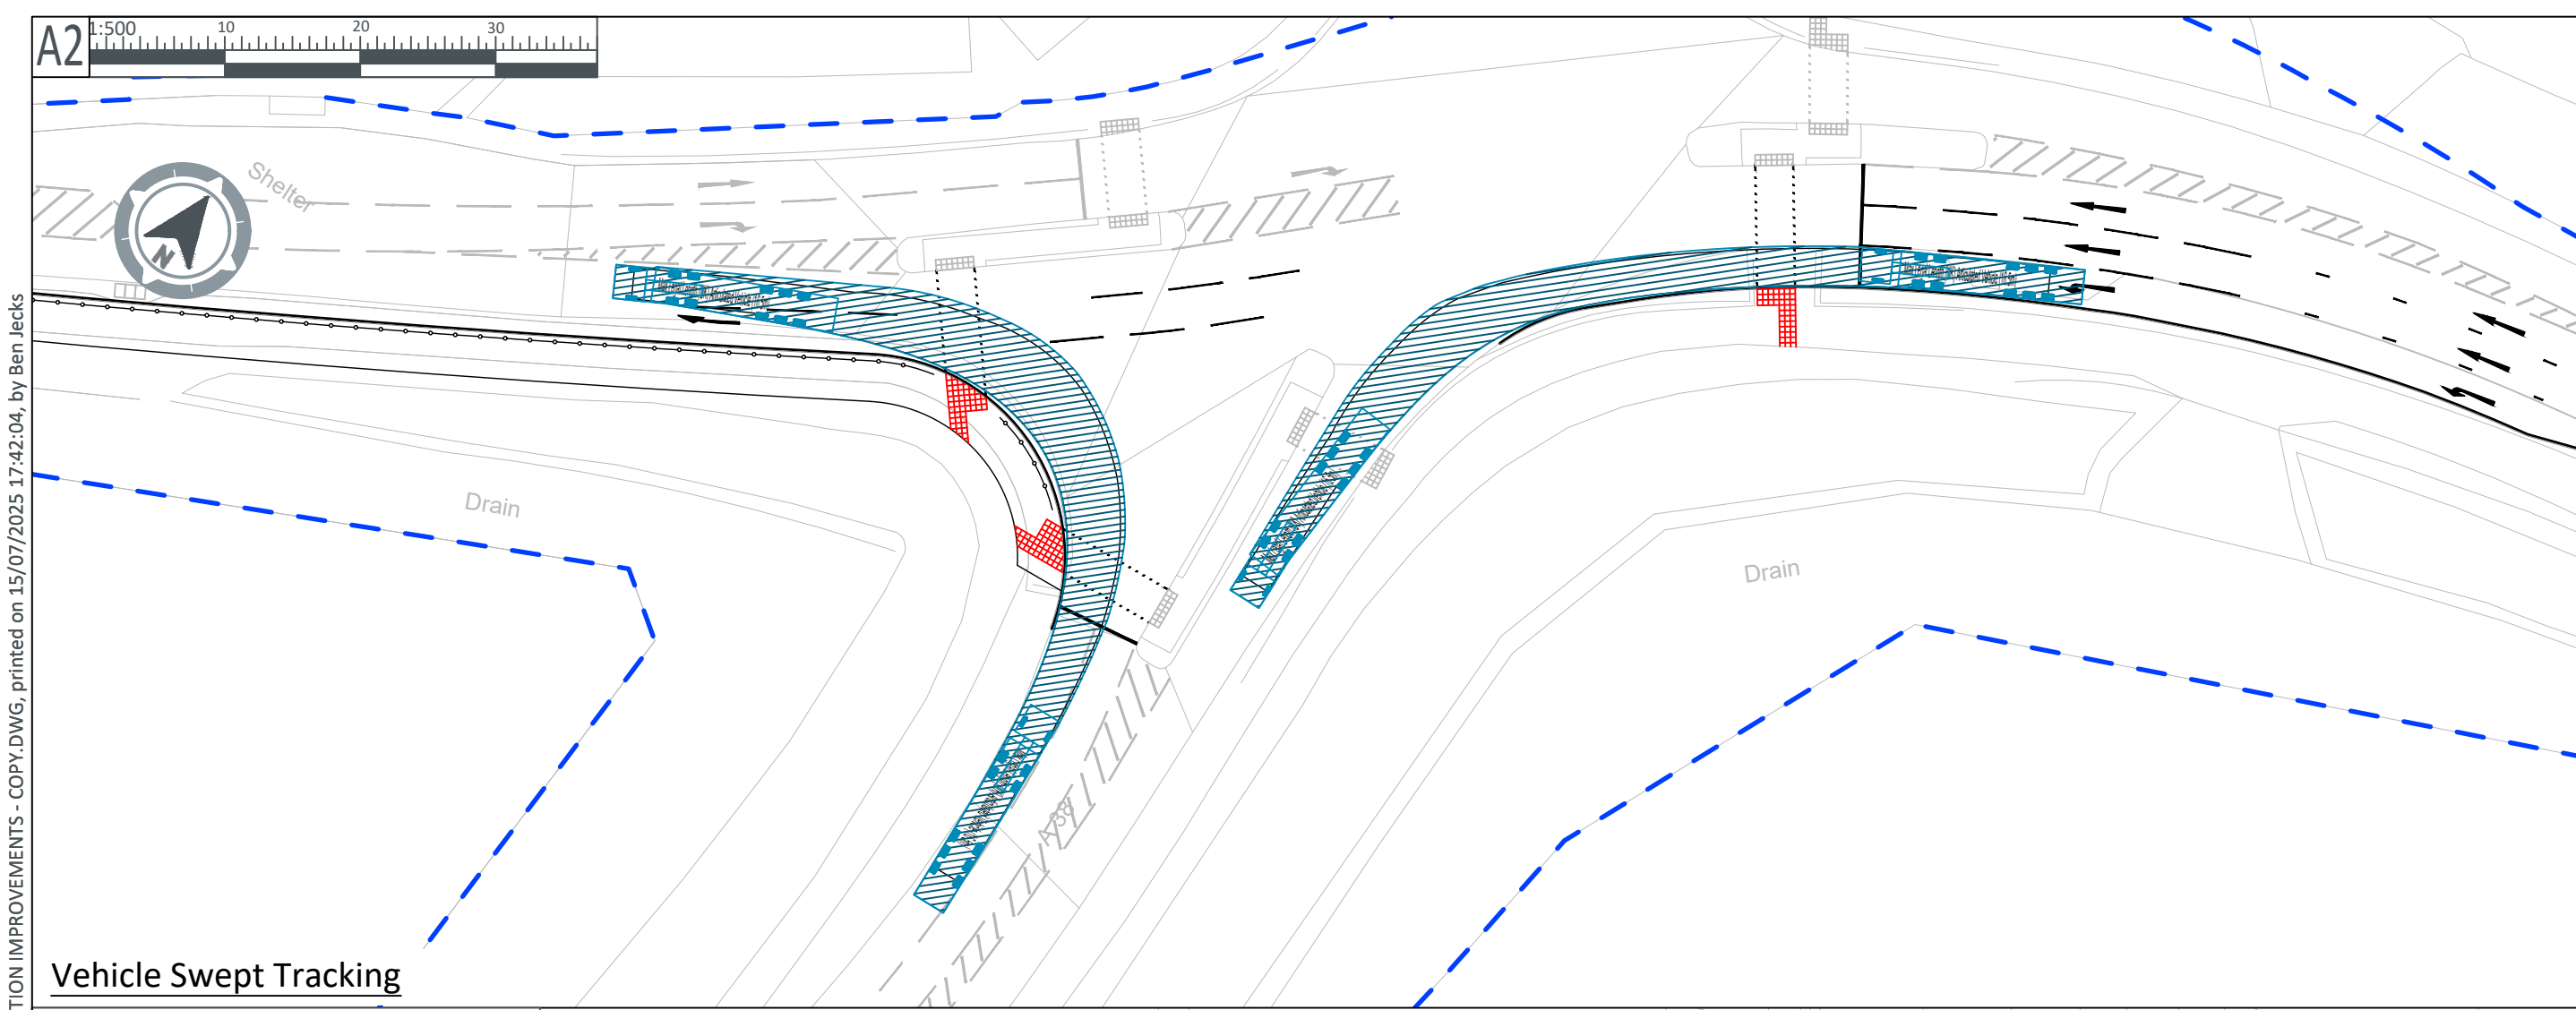 A2
1:500
10
20
30
Shelter
N
Drain
Drain
A38
Vehicle Swept Tracking
TION IMPROVEMENTS - COPY.DWG, printed on 15/07/2025 17:42:04, by Ben Jecks